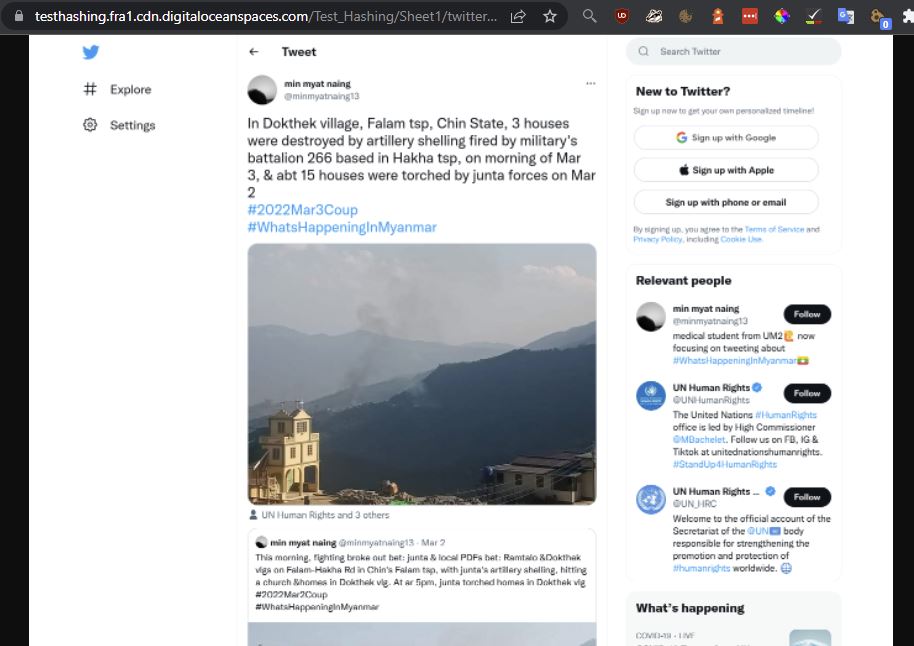 testhashing.fra1.cdn.digitaloceanspaces.com/Test_Hashing/Sheet1/twitter...
Explore
Settings
Tweet
min myat naing
@minmyatnaing13
In Dokthek village, Falam tsp, Chin State, 3 houses
were destroyed by artillery shelling fired by military's
battalion 266 based in Hakha tsp, on morning of Mar
3, & abt 15 houses were torched by junta forces on Mar
2
#2022Mar3Coup
#WhatsHappeningInMyanmar
UN Human Rights and 3 others
min myat naing @minmyatnaing13 · Mar 2
This morning, fighting broke out bet: junta & local PDFs bet: Ramtalo &Dokthek
vlgs on Falam-Hakha Rd in Chin's Falam tsp, with junta's artillery shelling, hitting
a church &homes in Dokthek vlg. At ar 5pm, junta torched homes in Dokthek vlg
#2022Mar2Coup
#WhatsHappeningInMyanmar
Search Twitter
New to Twitter?
Sign up now to get your own personalized timeline!
Sign up with Google
Sign up with Apple
Sign up with phone or email
By signing up, you agree to the Terms of Service and
Privacy Policy, including Cookie Use.
Relevant people
min myat naing
@minmyatnaing13
Follow
medical student from UM2 now
focusing on tweeting about
#WhatsHappeningInMyanmar
UN Human Rights
@UNHumanRights
Follow
The United Nations #HumanRights
office is led by High Commissioner
@MBachelet. Follow us on FB, IG &
Tiktok at unitednationshumanrights.
#StandUp4HumanRights
UN Human Rights ...
@UN_HRC
Follow
Welcome to the official account of the
Secretariat of the @UN body
responsible for strengthening the
promotion and protection of
#humanrights worldwide.
What's happening
COVID-19 · LIVE